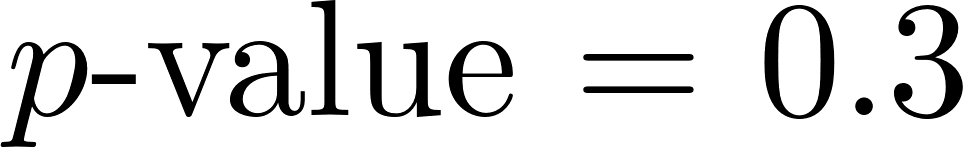 p-value = 0.3